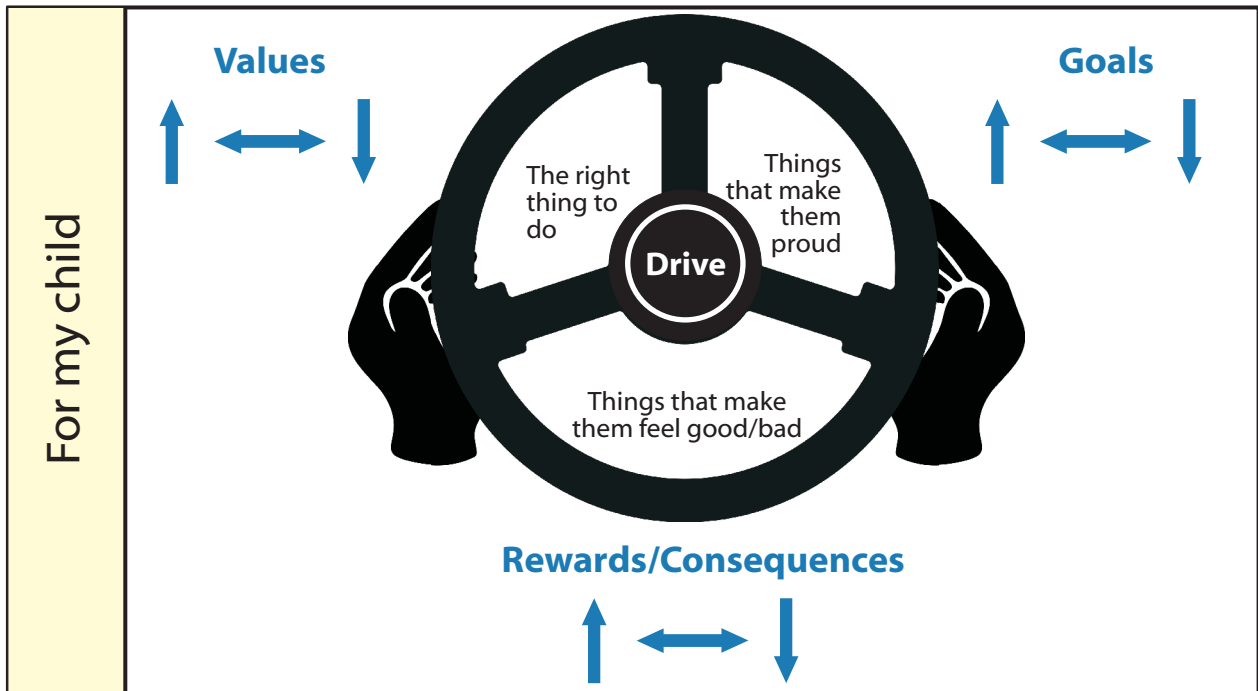 For my child
Values
Goals
The right
thing to
do
Things
that make
them
proud
Drive
Things that make
them feel good/bad
Rewards/Consequences